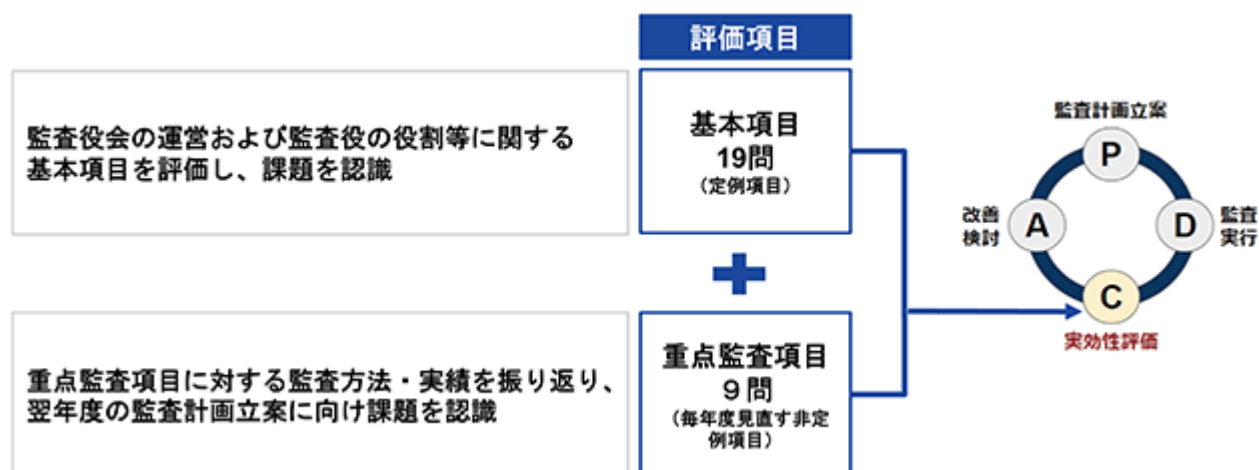 評価項目
監査役会の運営および監査役の役割等に関する
基本項目を評価し、課題を認識
基本項目
19問
（定例項目）
重点監査項目に対する監査方法・実績を振り返り、
翌年度の監査計画立案に向け課題を認識
重点監査項目
９問
（毎年度見直す非定
例項目）
監査計画立案
P
改善
検討
A
D
監査
実行
C
実効性評価